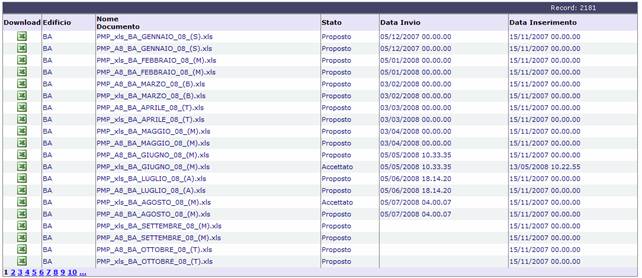 Record: 2181
Download Edificio Nome Documento Stato Data Invio Data Inserimento
BA PMP_xls_BA_GENNAIO_08_(S).xls Proposto 05/12/2007 00.00.00 15/11/2007 00.00.00
BA PMP_A8_BA_GENNAIO_08_(S).xls Proposto 05/12/2007 00.00.00 15/11/2007 00.00.00
BA PMP_xls_BA_FEBBRAIO_08_(M).xls Proposto 05/01/2008 00.00.00 15/11/2007 00.00.00
BA PMP_A8_BA_FEBBRAIO_08_(M).xls Proposto 05/01/2008 00.00.00 15/11/2007 00.00.00
BA PMP_A8_BA_MARZO_08_(B).xls Proposto 03/02/2008 00.00.00 15/11/2007 00.00.00
BA PMP_xls_BA_MARZO_08_(B).xls Proposto 03/02/2008 00.00.00 15/11/2007 00.00.00
BA PMP_A8_BA_APRILE_08_(T).xls Proposto 03/03/2008 00.00.00 15/11/2007 00.00.00
BA PMP_xls_BA_APRILE_08_(T).xls Proposto 03/03/2008 00.00.00 15/11/2007 00.00.00
BA PMP_xls_BA_MAGGIO_08_(M).xls Proposto 03/04/2008 00.00.00 15/11/2007 00.00.00
BA PMP_A8_BA_MAGGIO_08_(M).xls Proposto 03/04/2008 00.00.00 15/11/2007 00.00.00
BA PMP_A8_BA_GIUGNO_08_(M).xls Proposto 05/05/2008 10.33.35 15/11/2007 00.00.00
BA PMP_xls_BA_GIUGNO_08_(M).xls Accettato 05/05/2008 10.33.35 13/05/2008 10.22.55
BA PMP_xls_BA_LUGLIO_08_(A).xls Proposto 05/06/2008 18.14.20 15/11/2007 00.00.00
BA PMP_A8_BA_LUGLIO_08_(A).xls Proposto 05/06/2008 18.14.20 15/11/2007 00.00.00
BA PMP_xls_BA_AGOSTO_08_(M).xls Accettato 05/07/2008 04.00.07 15/11/2007 00.00.00
BA PMP_A8_BA_AGOSTO_08_(M).xls Proposto 05/07/2008 04.00.07 15/11/2007 00.00.00
BA PMP_xls_BA_SETTEMBRE_08_(M).xls Proposto 15/11/2007 00.00.00
BA PMP_A8_BA_SETTEMBRE_08_(M).xls Proposto 15/11/2007 00.00.00
BA PMP_A8_BA_OTTOBRE_08_(T).xls Proposto 15/11/2007 00.00.00
BA PMP_xls_BA_OTTOBRE_08_(T).xls Proposto 15/11/2007 00.00.00
1 2 3 4 5 6 7 8 9 10 ...